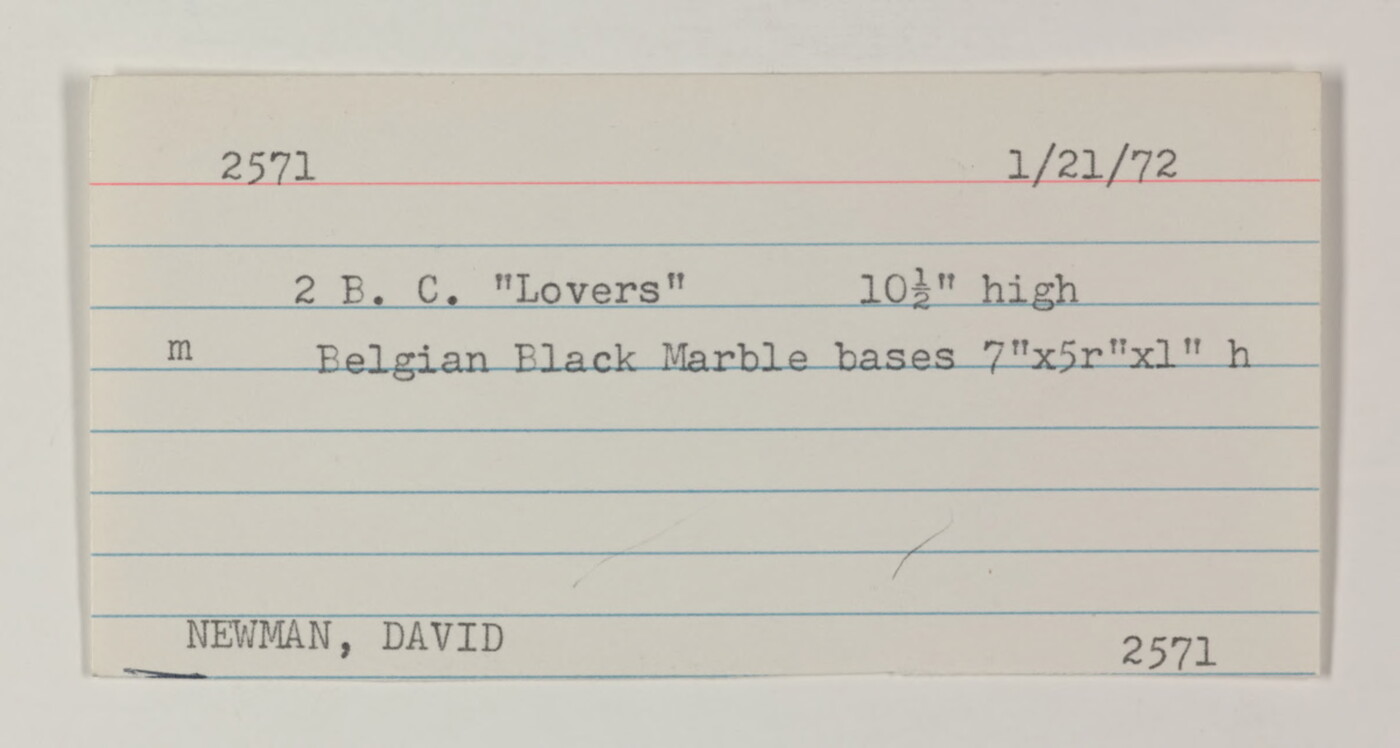 2571 1/21/72
2 B. C. "Lovers" 10½" high
m Belgian Black Marble bases 7"x5r"x1" h
NEWMAN, DAVID 2571